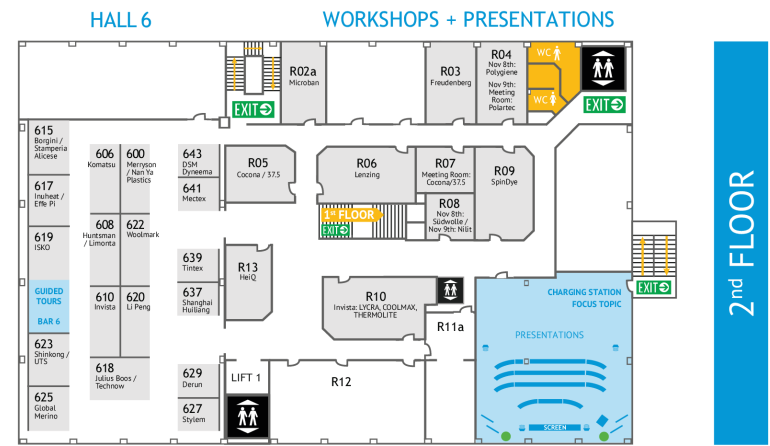 HALL 6
WORKSHOPS + PRESENTATIONS
R02a
Microban
R03
Freudenberg
R04
Nov 8th:
Polygiene
Nov 9th:
Meeting
Room:
Polartec
WC
WC
EXIT
EXIT
615
Borgini /
Stamperia
Alicese
617
Inuheat /
Effe Pi
619
ISKO
GUIDED
TOURS
BAR 6
623
Shinkong /
UTS
625
Global
Merino
606
Komatsu
600
Merryson
/ Nan Ya
Plastics
608
Huntsman
/ Limonta
622
Woolmark
610
Invista
620
Li Peng
618
Julius Boos /
Technow
643
DSM
Dyneema
641
Mectex
639
Tintex
637
Shanghai
Huiliang
629
Derun
627
Stylem
R05
Cocona / 37.5
R06
Lenzing
R07
Meeting Room:
Cocona/37.5
R08
Nov 8th:
Südwolle /
Nov 9th: Nilit
R09
SpinDye
1st FLOOR
EXIT
R13
HeiQ
R10
Invista: LYCRA, COOLMAX,
THERMOLITE
R11a
R12
LIFT 1
CHARGING STATION
FOCUS TOPIC
PRESENTATIONS
SCREEN
EXIT
2nd FLOOR